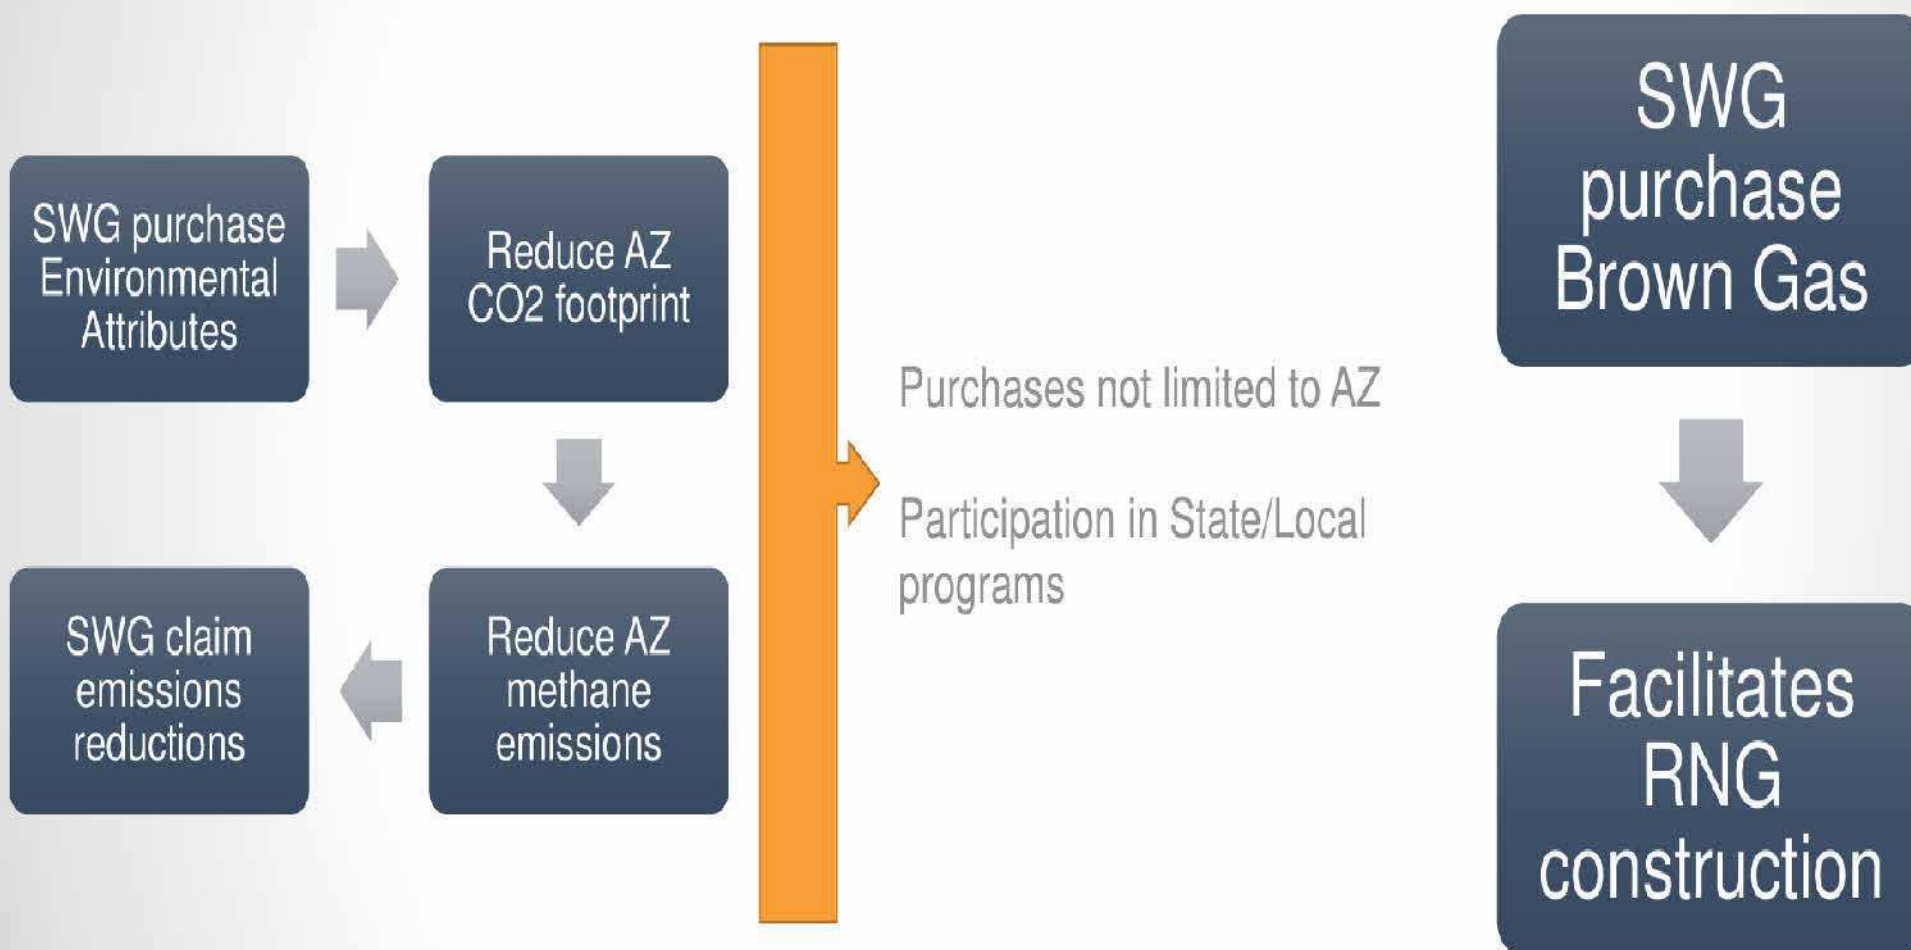 SWG purchase
Environmental
Attributes
Reduce AZ
CO2 footprint
Reduce AZ
methane
emissions
SWG claim
emissions
reductions
Purchases not limited to AZ
Participation in State/Local
programs
SWG
purchase
Brown Gas
Facilitates
RNG
construction